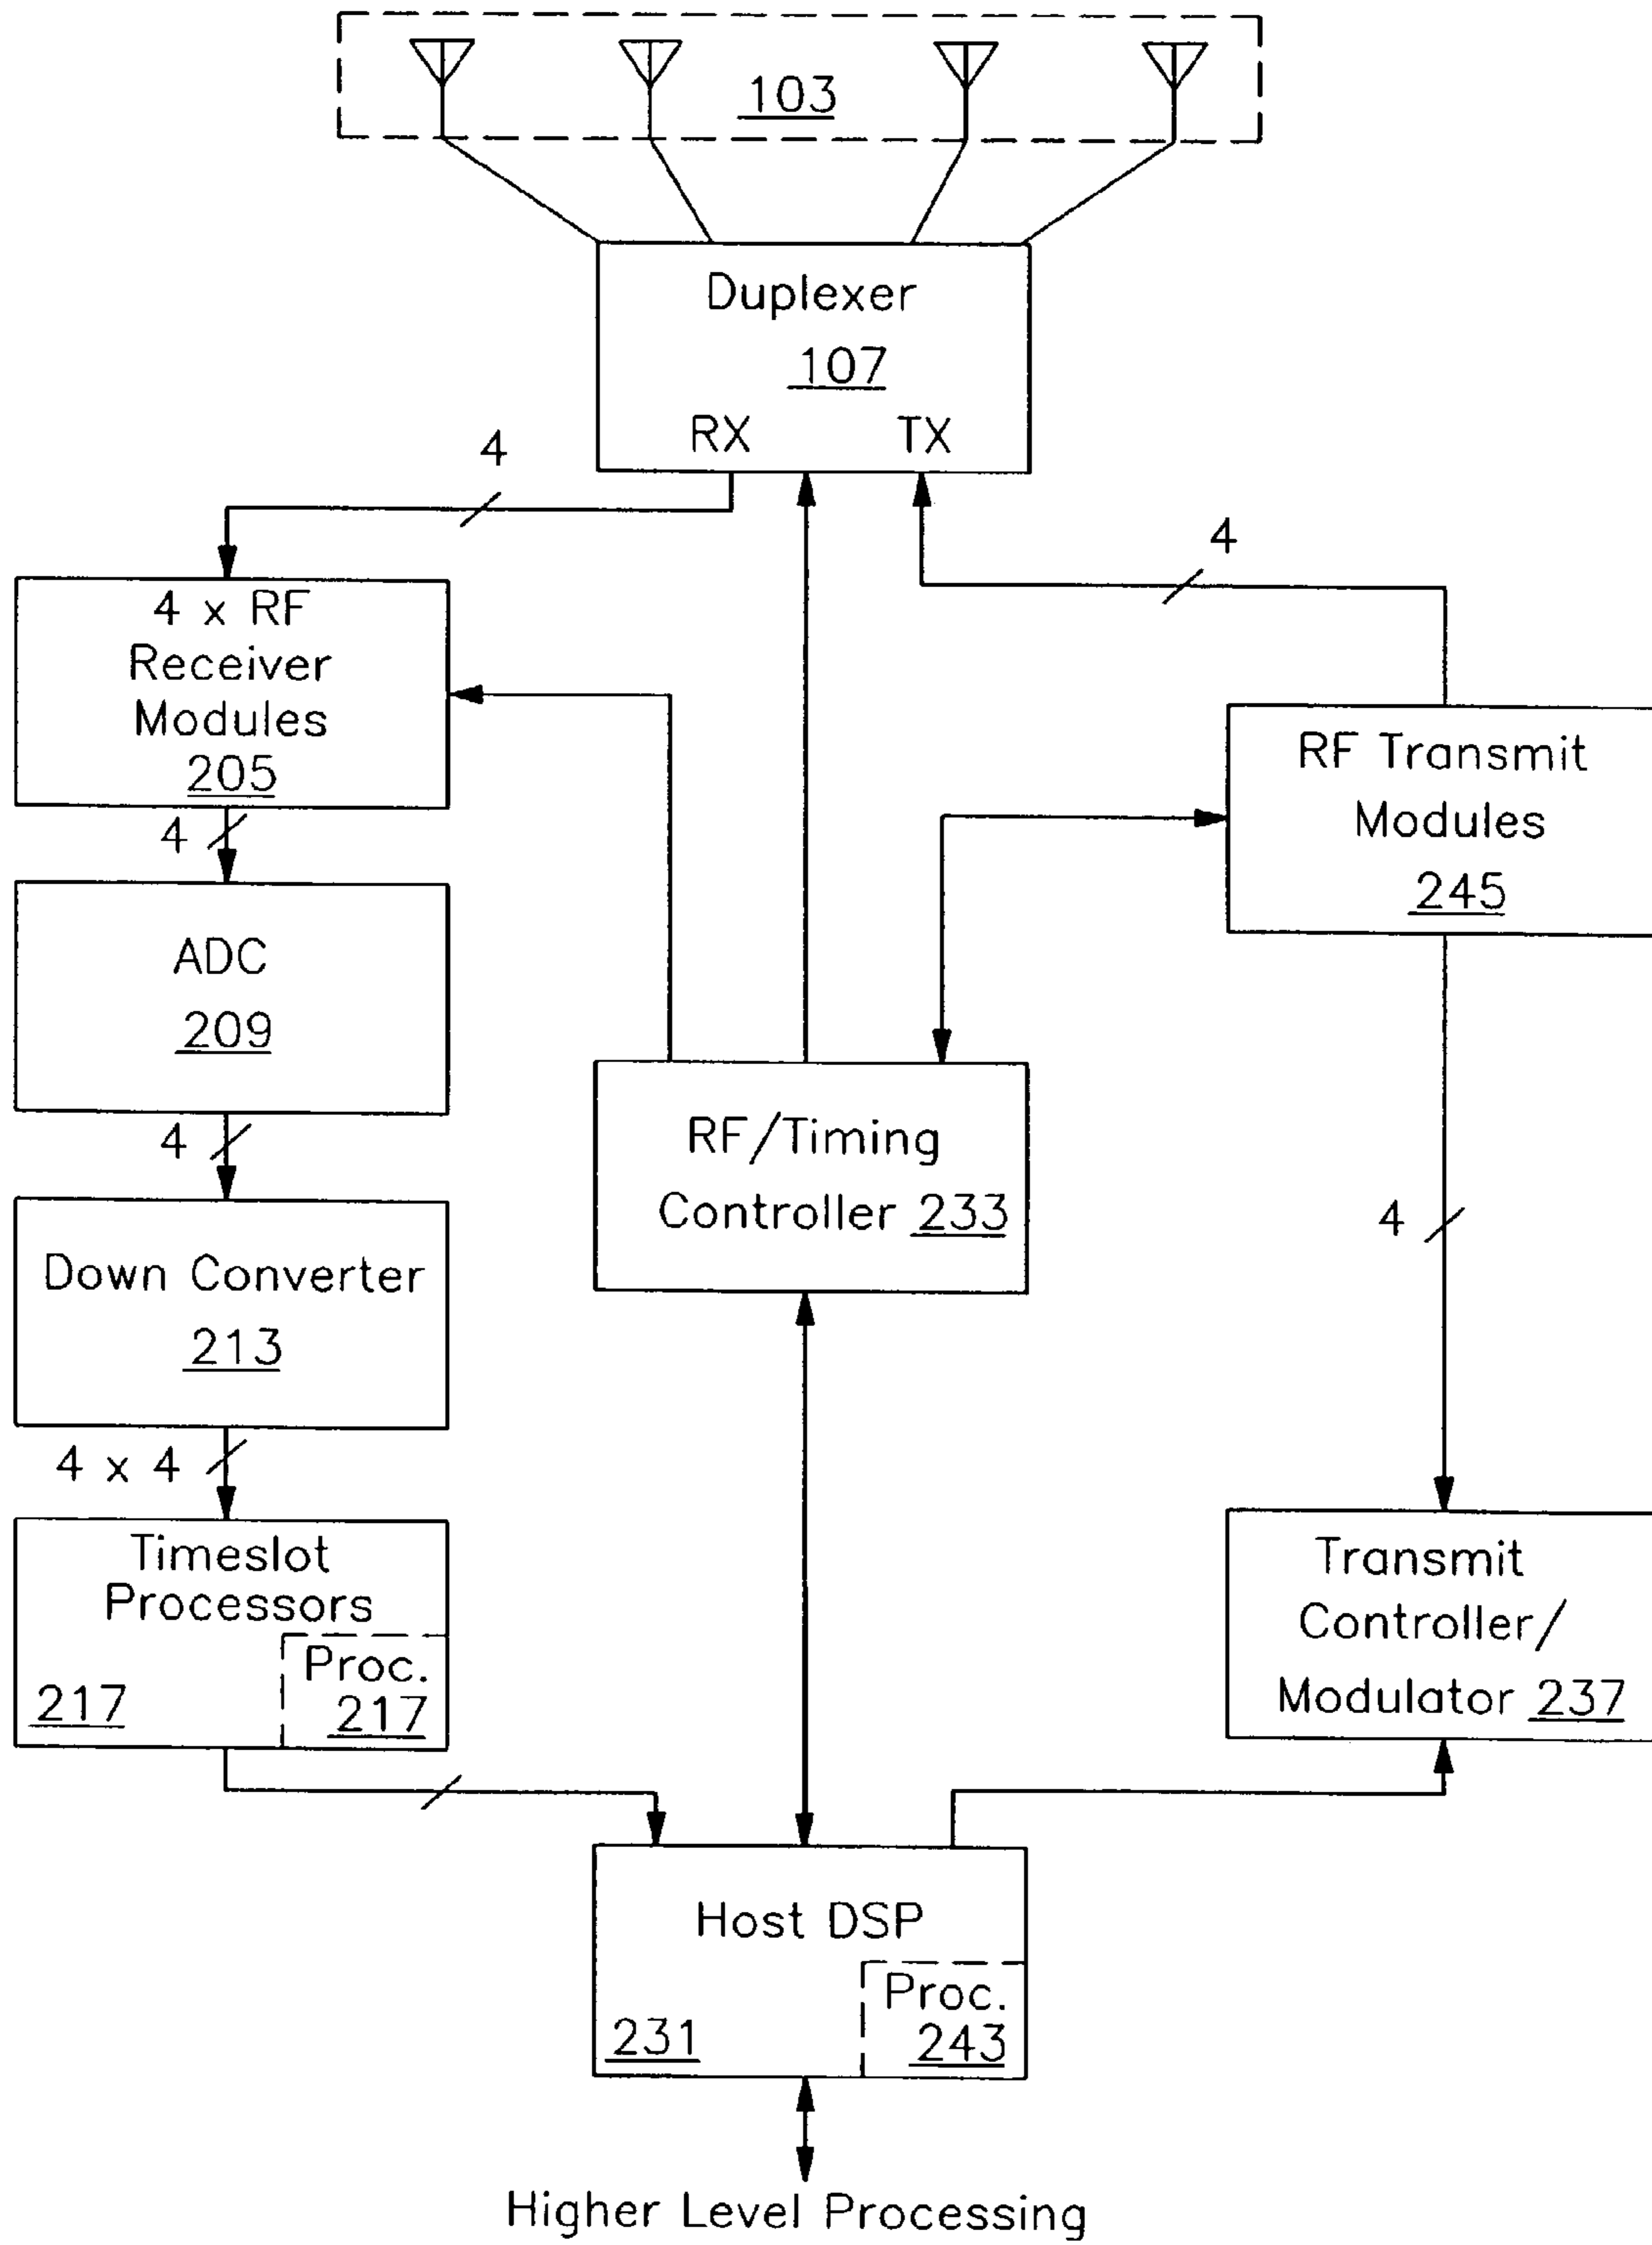 103
Duplexer
107
RX TX
4
4
4 x RF
Receiver
Modules
205
RF Transmit
Modules
245
4
ADC
209
4
RF/Timing
Controller 233
4
Down Converter
213
4 x 4
Timeslot
Processors
217
Proc.
217
Transmit
Controller/
Modulator 237
Host DSP
231
Proc.
243
Higher Level Processing